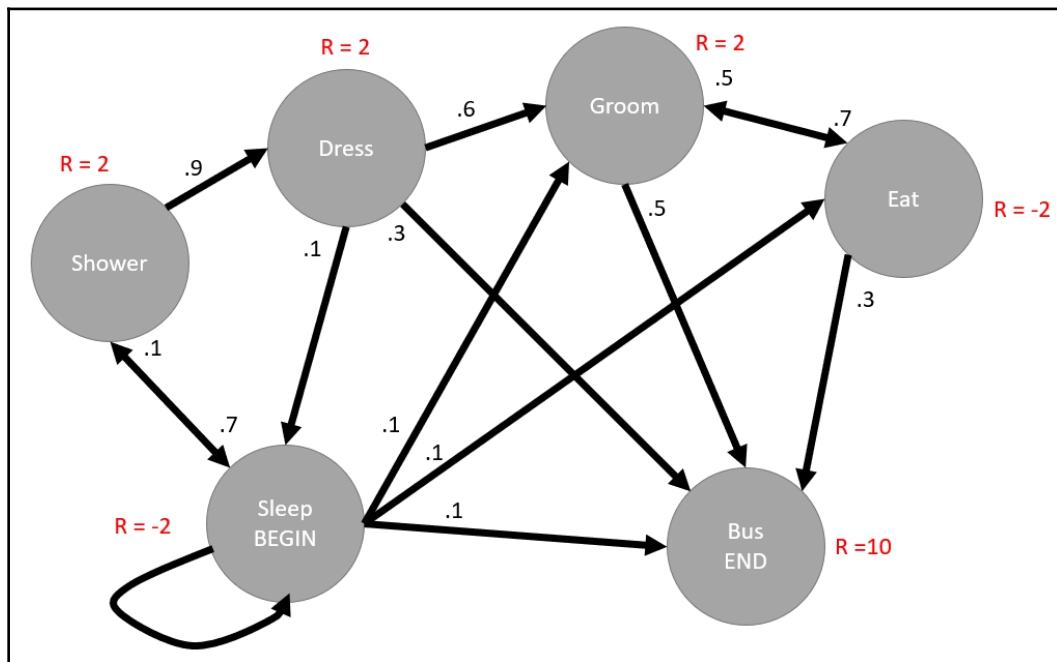 R = 2
R = 2
.5
Groom
.6
.7
Dress
.9
R = 2
Eat
R = -2
.5
.3
.1
Shower
.3
.1
.7
.1
.1
.1
Sleep
BEGIN
R = -2
Bus
END
R =10